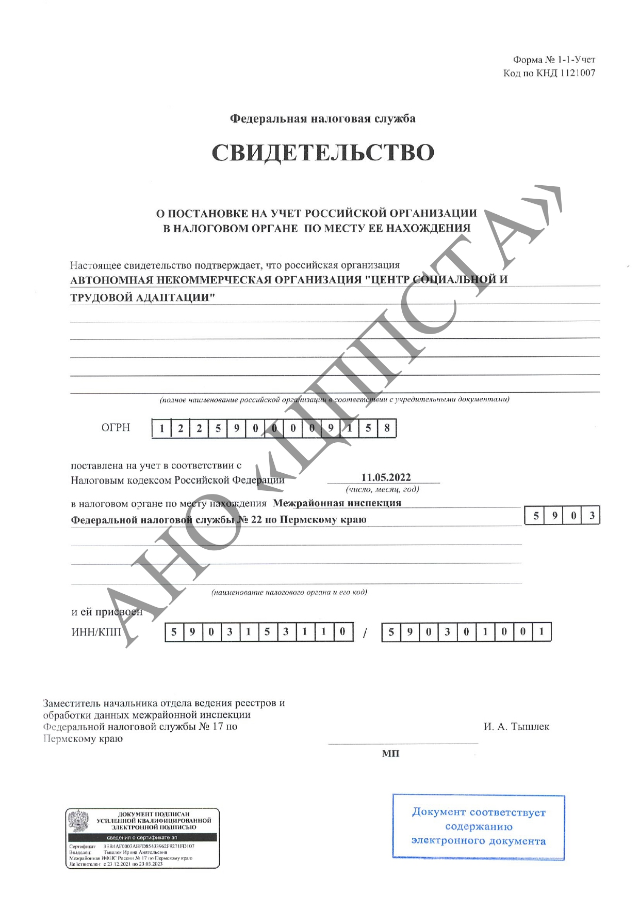 Форма № 1-1-Учет
Код по КНД 1121007
Федеральная налоговая служба
СВИДЕТЕЛЬСТВО
О ПОСТАНОВКЕ НА УЧЕТ РОССИЙСКОЙ ОРГАНИЗАЦИИ
В НАЛОГОВОМ ОРГАНЕ ПО МЕСТУ ЕЕ НАХОЖДЕНИЯ
Настоящее свидетельство подтверждает, что российская организация
АВТОНОМНАЯ НЕКОММЕРЧЕСКАЯ ОРГАНИЗАЦИЯ "ЦЕНТР СОЦИАЛЬНОЙ И
ТРУДОВОЙ АДАПТАЦИИ"
(полное наименование российской организации в соответствии с учредительными документами)
ОГРН 1 2 2 5 9 0 0 0 0 9 1 5 8
поставлена на учет в соответствии с
Налоговым кодексом Российской Федерации 11.05.2022
(число, месяц, год)
в налоговом органе по месту нахождения Межрайонная инспекция
Федеральной налоговой службы № 22 по Пермскому краю 5 9 0 3
(наименование налогового органа и его код)
и ей присвоен
ИНН/КПП 5 9 0 3 1 5 3 1 1 0 / 5 9 0 3 0 1 0 0 1
Заместитель начальника отдела ведения реестров и
обработки данных межрайонной инспекции
Федеральной налоговой службы № 17 по
Пермскому краю
И. А. Тышлек
МП
ДОКУМЕНТ ПОДПИСАН
УСИЛЕННОЙ КВАЛИФИЦИРОВАННОЙ
ЭЛЕКТРОННОЙ ПОДПИСЬЮ
сведения о сертификате эп
Сертификат:
Владелец: Тышлек Ирина Анатольевна
Межрайонная ИФНС России № 17 по Пермскому краю
Действителен: с 23.12.2021 по 23.03.2023
Документ соответствует
содержанию
электронного документа
АНО «ЦППСТА»